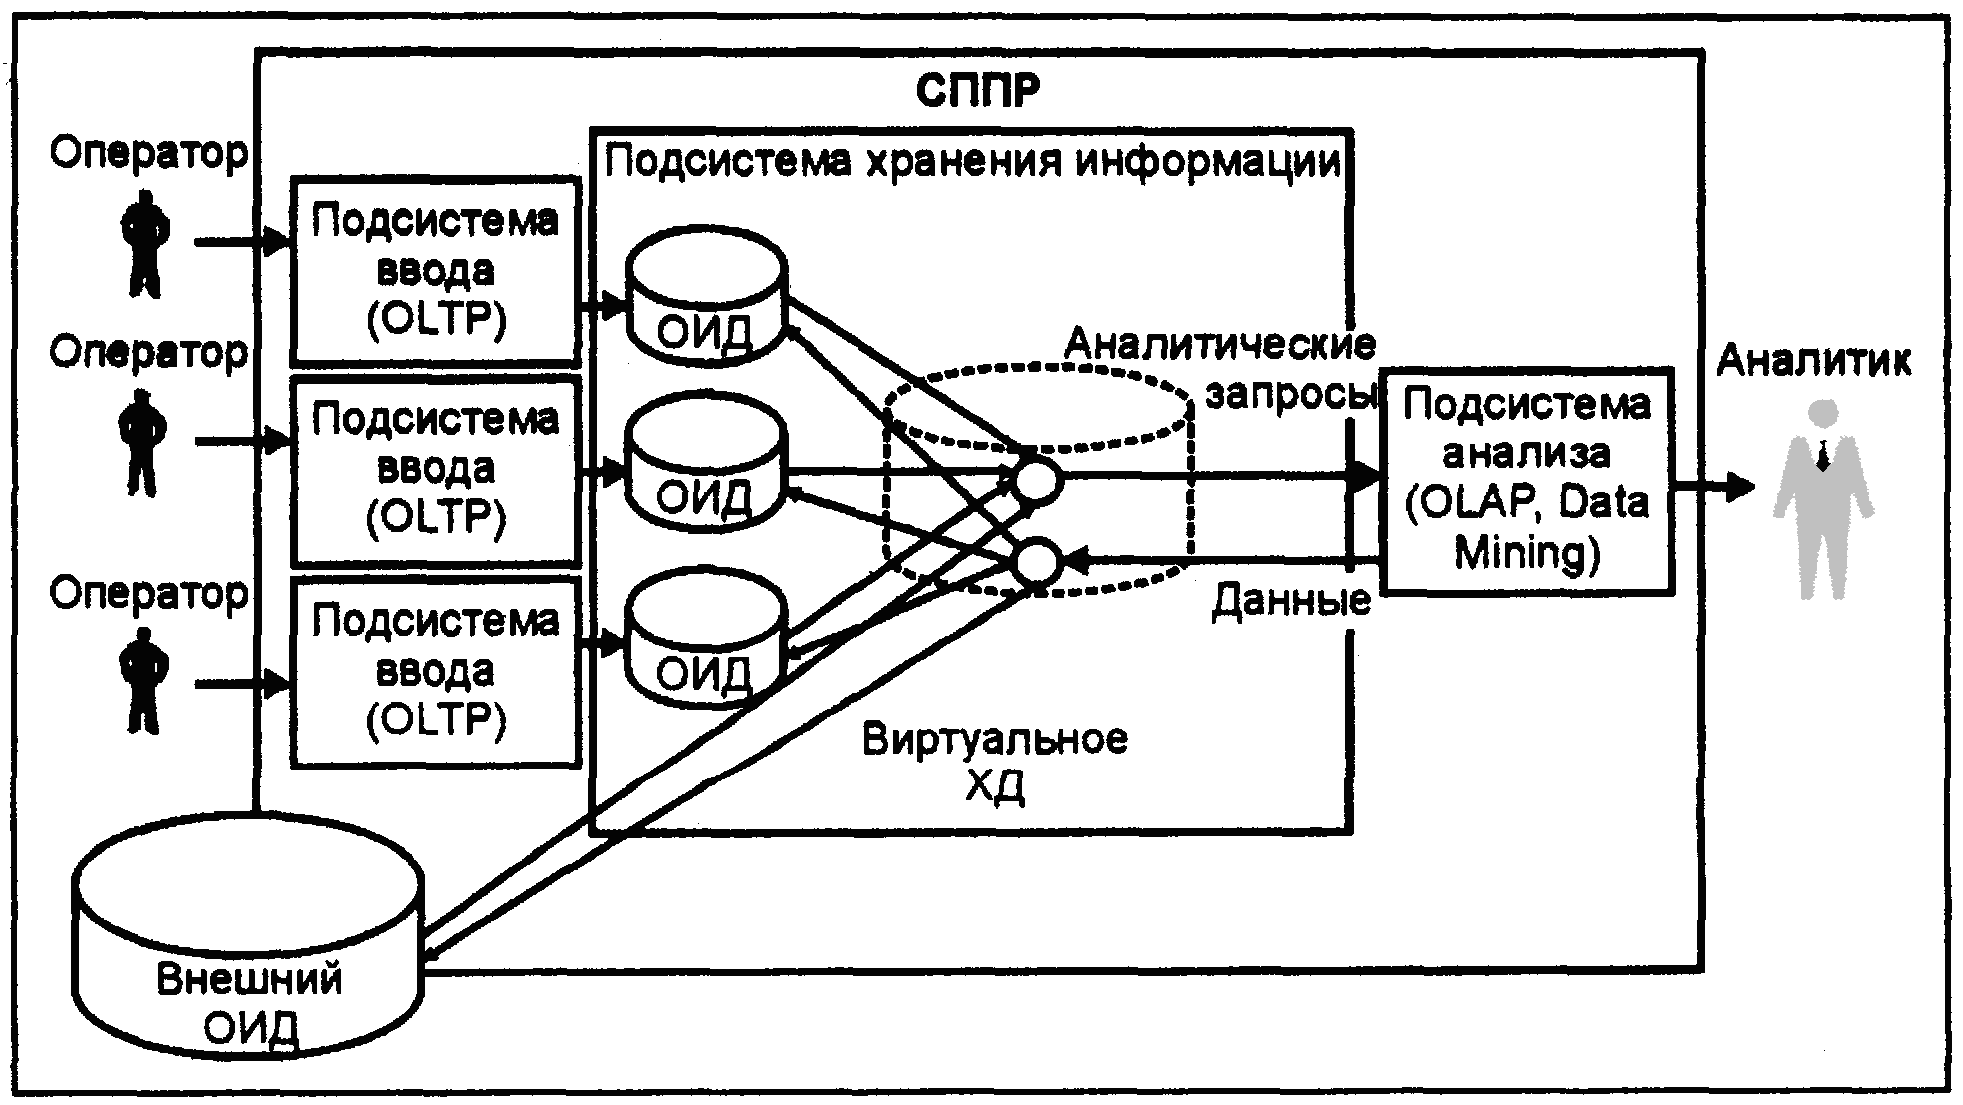 СППР
Оператор
Подсистема хранения информации
Подсистема
ввода
(OLTP)
ОИД
Оператор
Аналитические
запросы
Аналитик
Подсистема
ввода
(OLTP)
ОИД
Подсистема
анализа
(OLAP, Data
Mining)
Оператор
Данные
Подсистема
ввода
(OLTP)
ОИД
Виртуальное
ХД
Внешний
ОИД